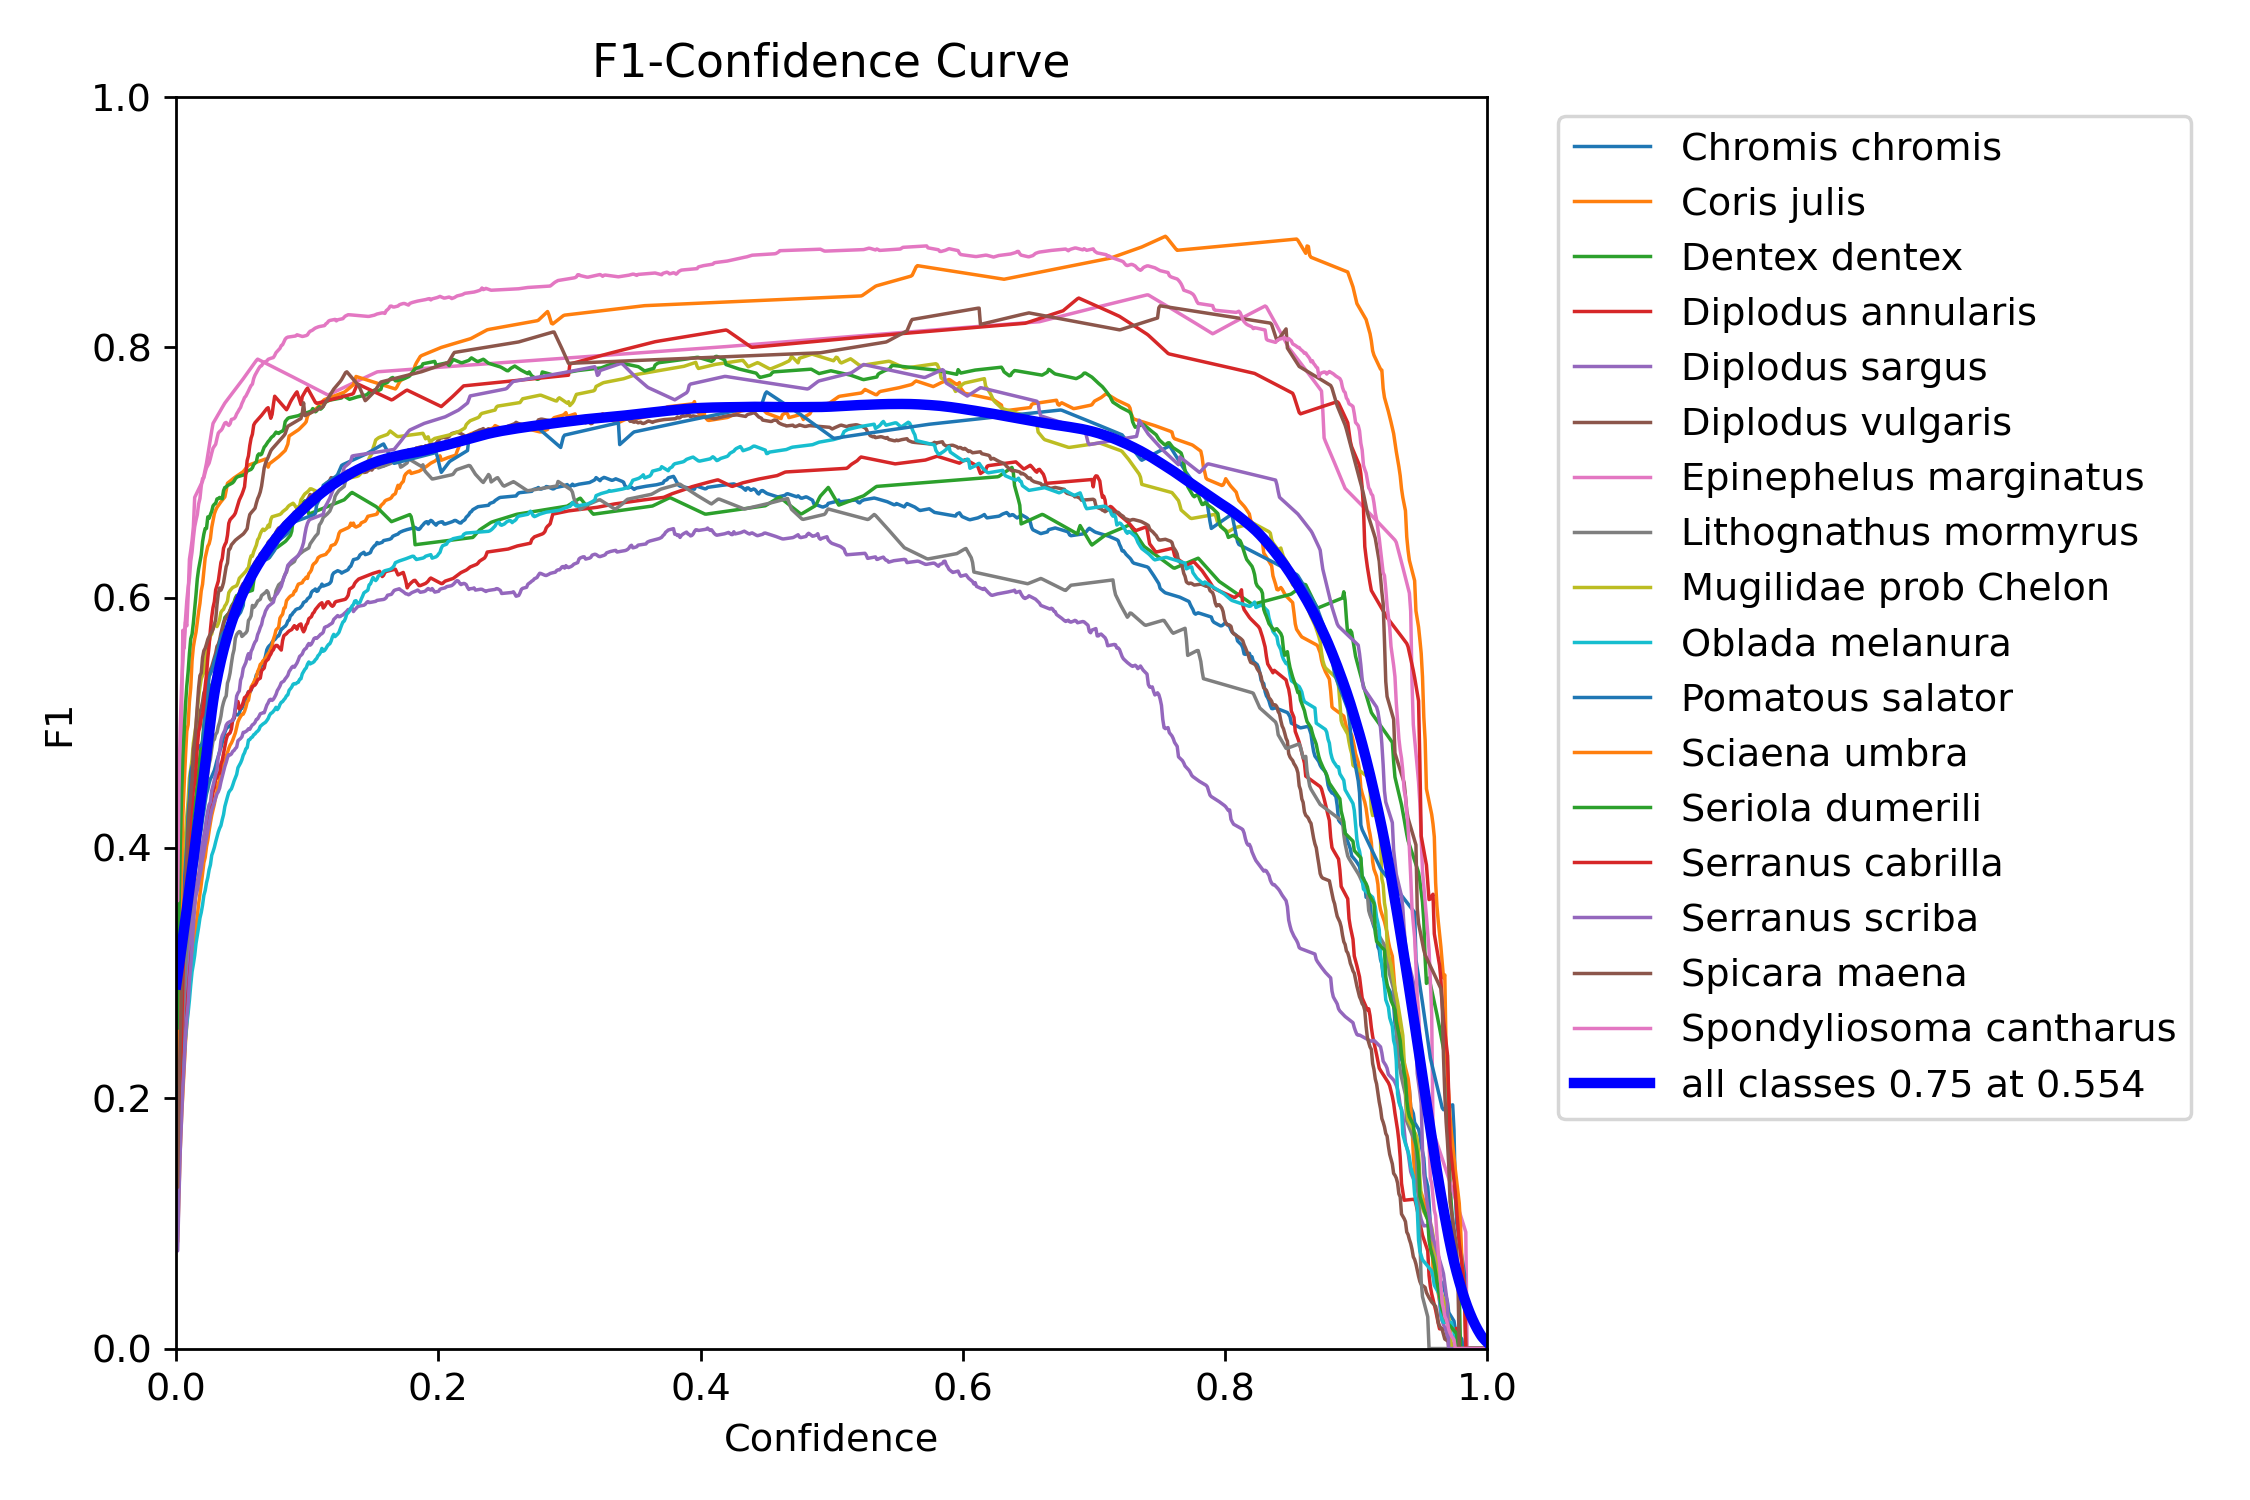 F1-Confidence Curve
1.0
0.8
0.6
0.4
0.2
0.0
F1
0.0 0.2 0.4 0.6 0.8 1.0
Confidence
Chromis chromis
Coris julis
Dentex dentex
Diplodus annularis
Diplodus sargus
Diplodus vulgaris
Epinephelus marginatus
Lithognathus mormyrus
Mugilidae prob Chelon
Oblada melanura
Pomatous salator
Sciaena umbra
Seriola dumerili
Serranus cabrilla
Serranus scriba
Spicara maena
Spondyliosoma cantharus
all classes 0.75 at 0.554